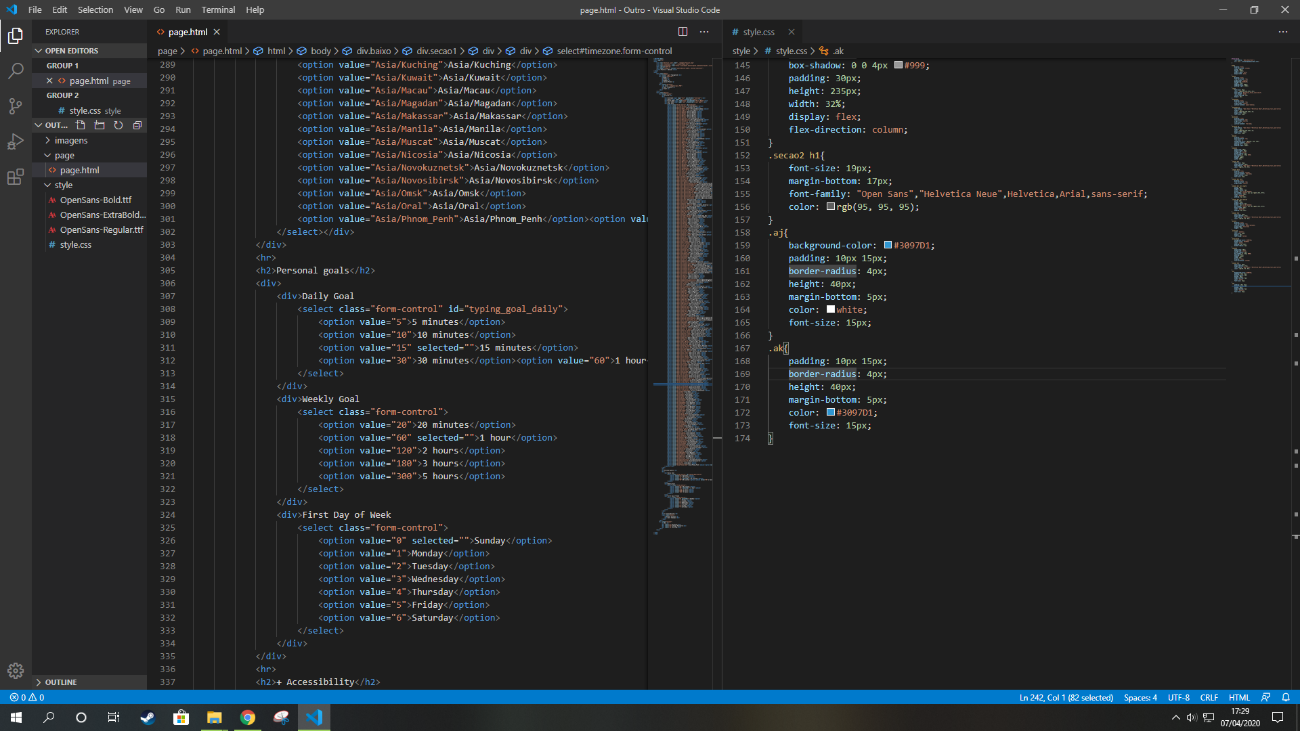 File Edit Selection View Go Run Terminal Help
page.html - Outro - Visual Studio Code
EXPLORER
OPEN EDITORS
GROUP 1
page.html page
GROUP 2
# style.css style
OUT...
imagens
page
page.html
style
OpenSans-Bold.ttf
OpenSans-ExtraBold...
OpenSans-Regular.ttf
# style.css
OUTLINE
page.html
page > page.html > html > body > div.baixo > div.secao1 > div > div > select#timezone.form-control
289 <option value="Asia/Kuching">Asia/Kuching</option>
290 <option value="Asia/Kuwait">Asia/Kuwait</option>
291 <option value="Asia/Macau">Asia/Macau</option>
292 <option value="Asia/Magadan">Asia/Magadan</option>
293 <option value="Asia/Makassar">Asia/Makassar</option>
294 <option value="Asia/Manila">Asia/Manila</option>
295 <option value="Asia/Muscat">Asia/Muscat</option>
296 <option value="Asia/Nicosia">Asia/Nicosia</option>
297 <option value="Asia/Novokuznetsk">Asia/Novokuznetsk</option>
298 <option value="Asia/Novosibirsk">Asia/Novosibirsk</option>
299 <option value="Asia/Omsk">Asia/Omsk</option>
300 <option value="Asia/Oral">Asia/Oral</option>
301 <option value="Asia/Phnom_Penh">Asia/Phnom_Penh</option><option valu
302 </select></div>
303 </div>
304 <hr>
305 <h2>Personal goals</h2>
306 <div>
307 <div>Daily Goal
308 <select class="form-control" id="typing_goal_daily">
309 <option value="5">5 minutes</option>
310 <option value="10">10 minutes</option>
311 <option value="15" selected="">15 minutes</option>
312 <option value="30">30 minutes</option><option value="60">1 hour
313 </select>
314 </div>
315 <div>Weekly Goal
316 <select class="form-control">
317 <option value="20">20 minutes</option>
318 <option value="60" selected="">1 hour</option>
319 <option value="120">2 hours</option>
320 <option value="180">3 hours</option>
321 <option value="300">5 hours</option>
322 </select>
323 </div>
324 <div>First Day of Week
325 <select class="form-control">
326 <option value="0" selected="">Sunday</option>
327 <option value="1">Monday</option>
328 <option value="2">Tuesday</option>
329 <option value="3">Wednesday</option>
330 <option value="4">Thursday</option>
331 <option value="5">Friday</option>
332 <option value="6">Saturday</option>
333 </select>
334 </div>
335 </div>
336 <hr>
337 <h2>+ Accessibility</h2>
# style.css
style > # style.css > .ak
145 box-shadow: 0 0 4px #999;
146 padding: 30px;
147 height: 235px;
148 width: 32%;
149 display: flex;
150 flex-direction: column;
151 }
152 .secao2 h1{
153 font-size: 19px;
154 margin-bottom: 17px;
155 font-family: "Open Sans","Helvetica Neue",Helvetica,Arial,sans-serif;
156 color: rgb(95, 95, 95);
157 }
158 .aj{
159 background-color: #3097D1;
160 padding: 10px 15px;
161 border-radius: 4px;
162 height: 40px;
163 margin-bottom: 5px;
164 color: white;
165 font-size: 15px;
166 }
167 .ak{
168 padding: 10px 15px;
169 border-radius: 4px;
170 height: 40px;
171 margin-bottom: 5px;
172 color: #3097D1;
173 font-size: 15px;
174 }
0 0
Ln 242, Col 1 (82 selected) Spaces: 4 UTF-8 CRLF HTML
17:29
07/04/2020